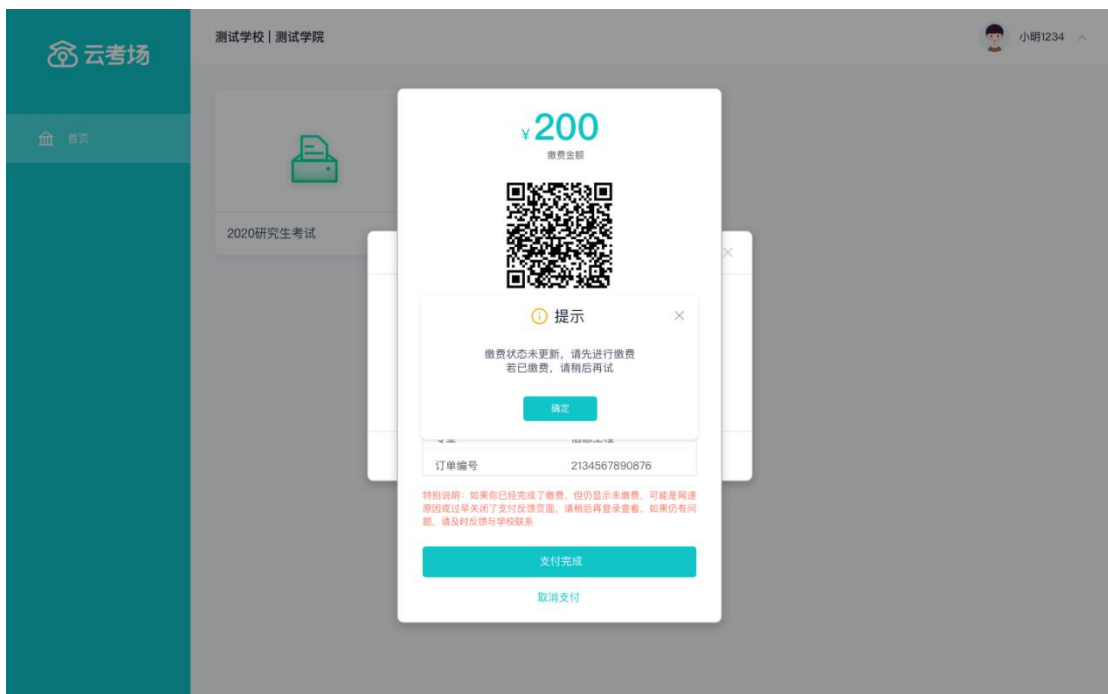 云考场
测试学校 | 测试学院
小明1234
首页
¥200
缴费金额
2020研究生考试
提示
缴费状态未更新，请先进行缴费
若已缴费，请稍后再试
确定
订单编号
2134567890876
特别说明：如果你已经完成了缴费，但仍显示未缴费，可能是网速
原因或过早关闭了支付反馈页面，请稍后再登录查看，如果仍有问
题，请及时反馈与学校联系
支付完成
取消支付